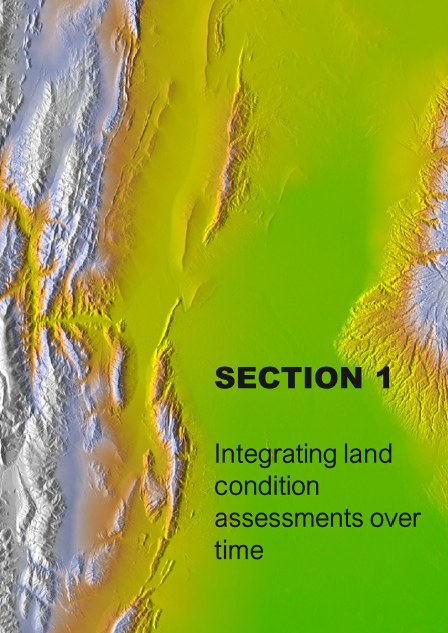 SECTION 1
Integrating land
condition
assessments over
time